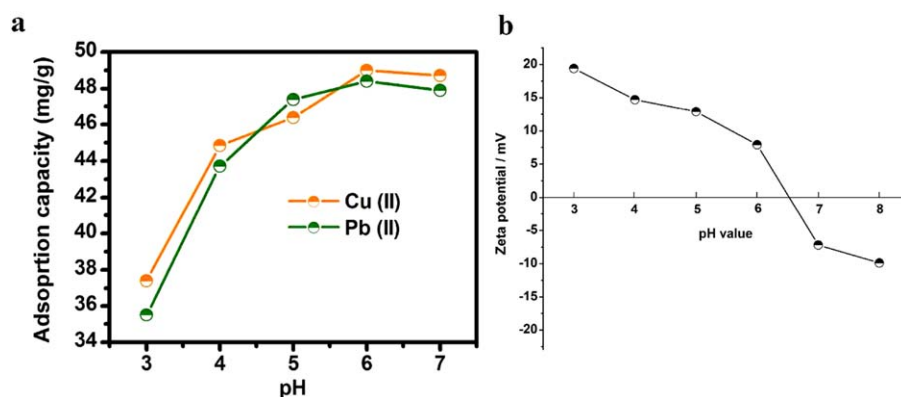 a
Adsoprtion capacity (mg/g)
50
48
46
44
42
40
38
36
34
Cu (II)
Pb (II)
3 4 5 6 7
pH
b
Zeta potential / mV
20
15
10
5
0
-5
-10
-15
-20
3 4 5 6 7 8
pH value